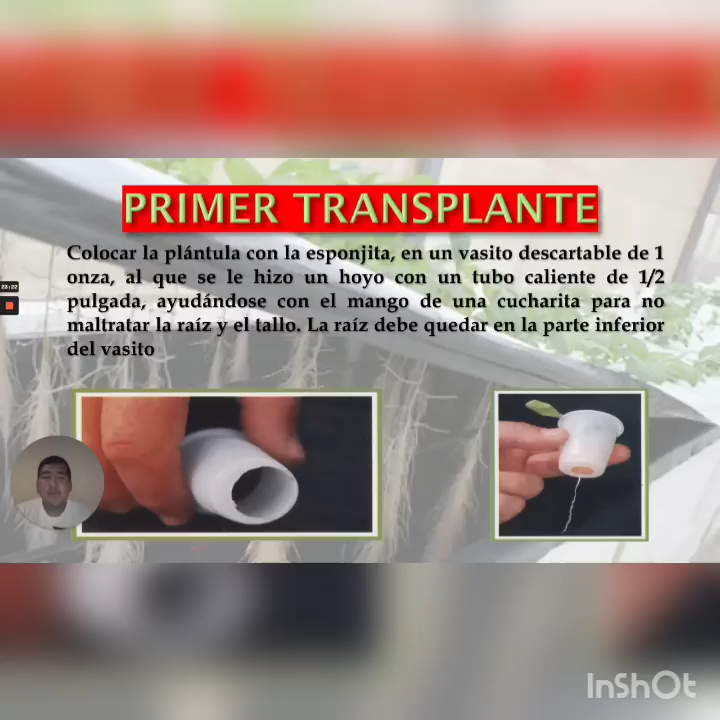 PRIMER TRANSPLANTE
Colocar la plántula con la esponjita, en un vasito descartable de 1
onza, al que se le hizo un hoyo con un tubo caliente de 1/2
pulgada, ayudándose con el mango de una cucharita para no
maltratar la raíz y el tallo. La raíz debe quedar en la parte inferior
del vasito
23:22
InShOt